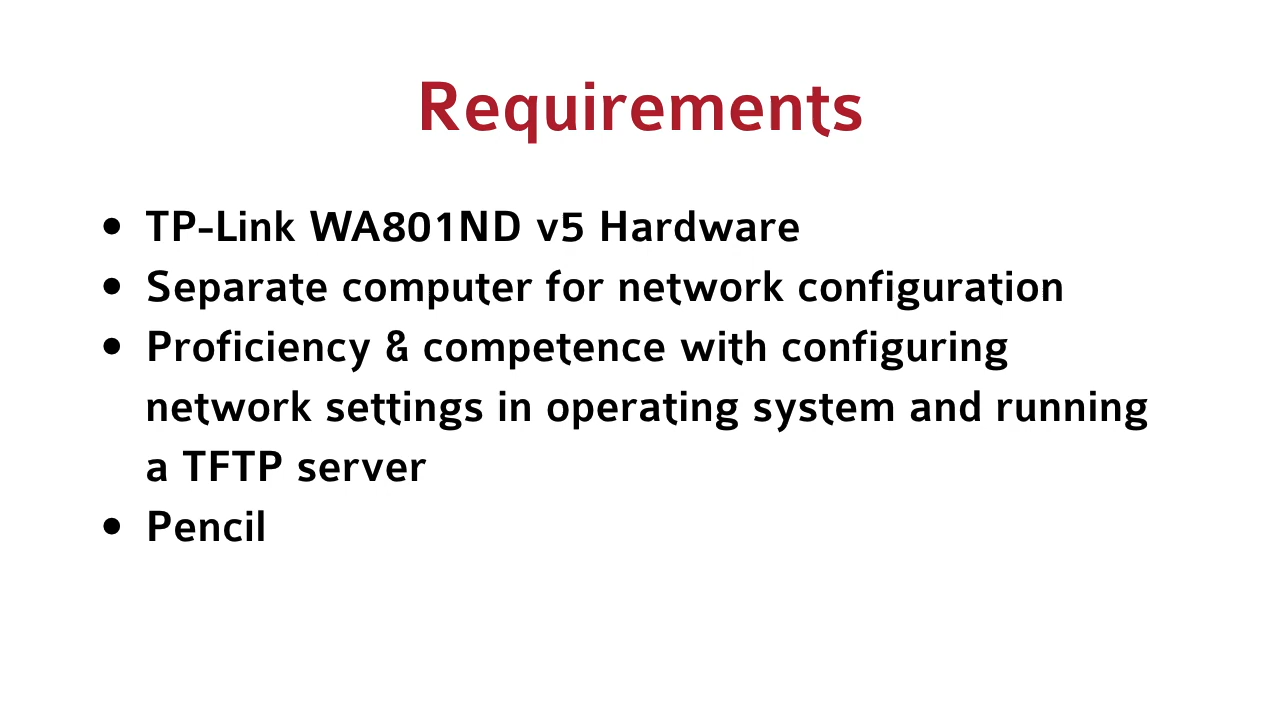 Requirements
• TP-Link WA801ND v5 Hardware
• Separate computer for network configuration
• Proficiency & competence with configuring
network settings in operating system and running
a TFTP server
• Pencil